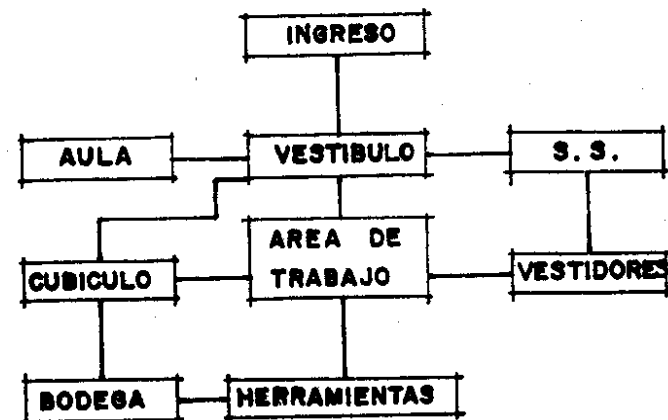 INGRESO
AULA
VESTIBULO
S. S.
AREA DE
TRABAJO
CUBICULO
VESTIDORES
BODEGA
HERRAMIENTAS